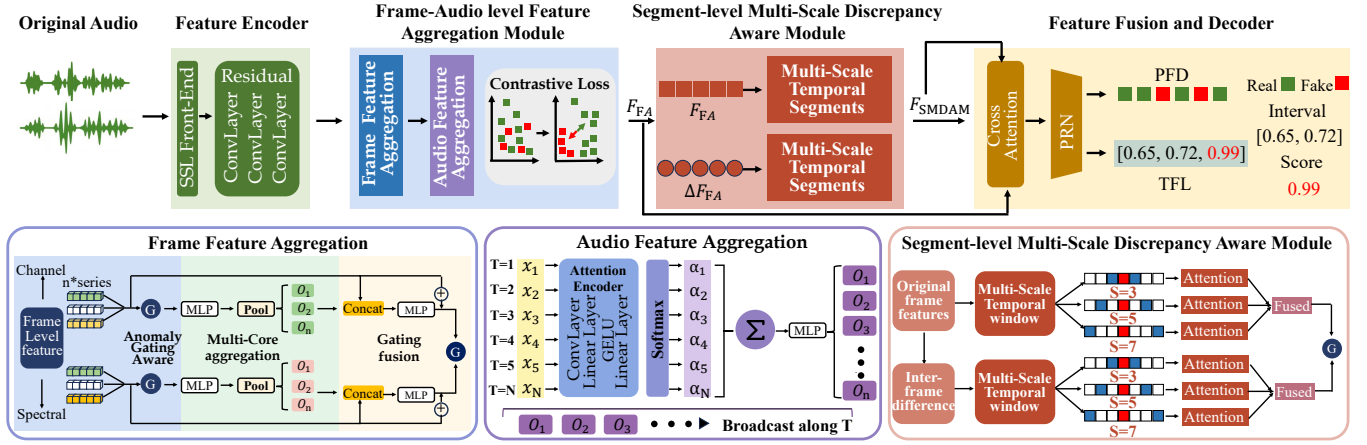 Original Audio
Feature Encoder
SSL Front-End
Residual
ConvLayer
ConvLayer
ConvLayer
Frame-Audio level Feature
Aggregation Module
Frame Feature
Aggregation
Audio Feature
Aggregation
Contrastive Loss
F_FA
Segment-level Multi-Scale Discrepancy
Aware Module
F_FA
Multi-Scale
Temporal
Segments
ΔF_FA
Multi-Scale
Temporal
Segments
F_SMDAM
Feature Fusion and Decoder
Cross
Attention
PRN
PFD
[0.65, 0.72, 0.99]
TFL
Real Fake
Interval
[0.65, 0.72]
Score
0.99
Frame Feature Aggregation
Channel
n*series
Frame
Level
feature
Spectral
G
MLP
Pool
O₁
O₂
Oₙ
Concat
MLP
+
Anomaly
Gating Aware
Multi-Core
aggregation
Gating
fusion
G
G
MLP
Pool
O₁
O₂
Oₙ
Concat
MLP
+
Audio Feature Aggregation
T=1 x₁
T=2 x₂
T=3 x₃
T=4 x₄
T=5 x₅
T=N x_N
Attention
Encoder
ConvLayer
Linear Layer
GELU
Linear Layer
Softmax
α₁
α₂
α₃
α₄
α₅
α_N
Σ
MLP
O₁
O₂
O₃
Oₙ
O₁ O₂ O₃ Broadcast along T
Segment-level Multi-Scale Discrepancy Aware Module
Original
frame
features
Multi-Scale
Temporal
window
S=3
S=5
S=7
Attention
Attention
Attention
Fused
G
Inter-
frame
difference
Multi-Scale
Temporal
window
S=3
S=5
S=7
Attention
Attention
Attention
Fused